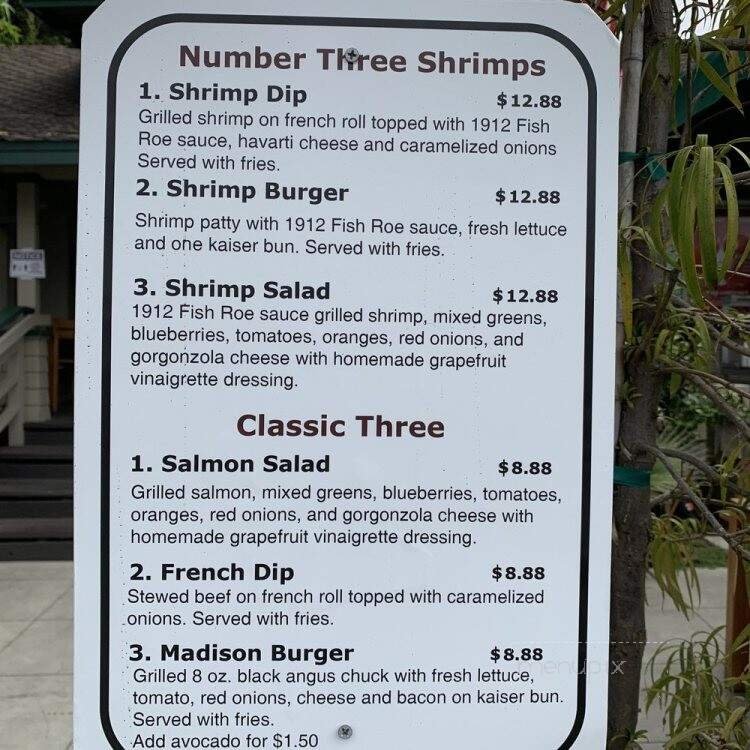 Number Three Shrimps
1. Shrimp Dip $12.88
Grilled shrimp on french roll topped with 1912 Fish
Roe sauce, havarti cheese and caramelized onions
Served with fries.
2. Shrimp Burger $12.88
Shrimp patty with 1912 Fish Roe sauce, fresh lettuce
and one kaiser bun. Served with fries.
3. Shrimp Salad $12.88
1912 Fish Roe sauce grilled shrimp, mixed greens,
blueberries, tomatoes, oranges, red onions, and
gorgonzola cheese with homemade grapefruit
vinaigrette dressing.
Classic Three
1. Salmon Salad $8.88
Grilled salmon, mixed greens, blueberries, tomatoes,
oranges, red onions, and gorgonzola cheese with
homemade grapefruit vinaigrette dressing.
2. French Dip $8.88
Stewed beef on french roll topped with caramelized
onions. Served with fries.
3. Madison Burger $8.88
Grilled 8 oz. black angus chuck with fresh lettuce,
tomato, red onions, cheese and bacon on kaiser bun.
Served with fries.
Add avocado for $1.50
NOTICE
menupix